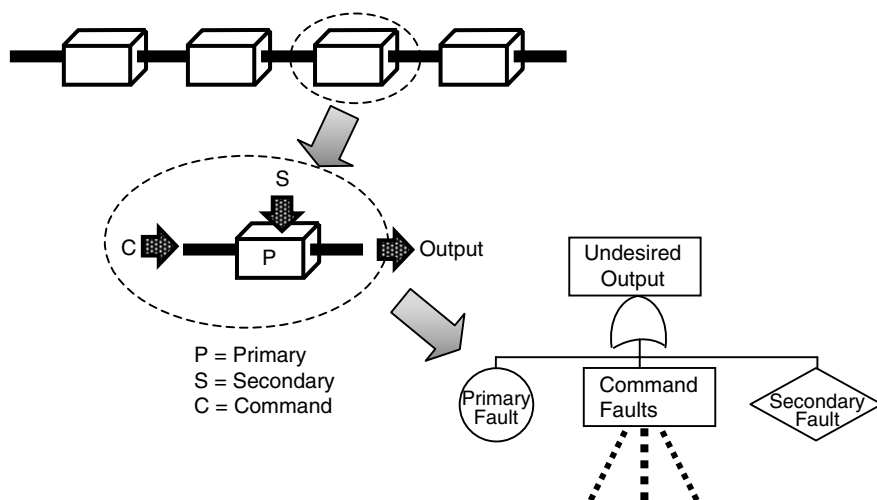 S
C
P
Output
P = Primary
S = Secondary
C = Command
Undesired
Output
Primary
Fault
Command
Faults
Secondary
Fault